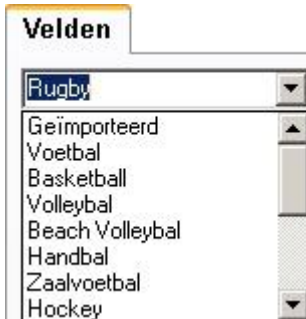 Velden
Rugby
Geïmporteerd
Voetbal
Basketball
Volleybal
Beach Volleybal
Handbal
Zaalvoetbal
Hockey